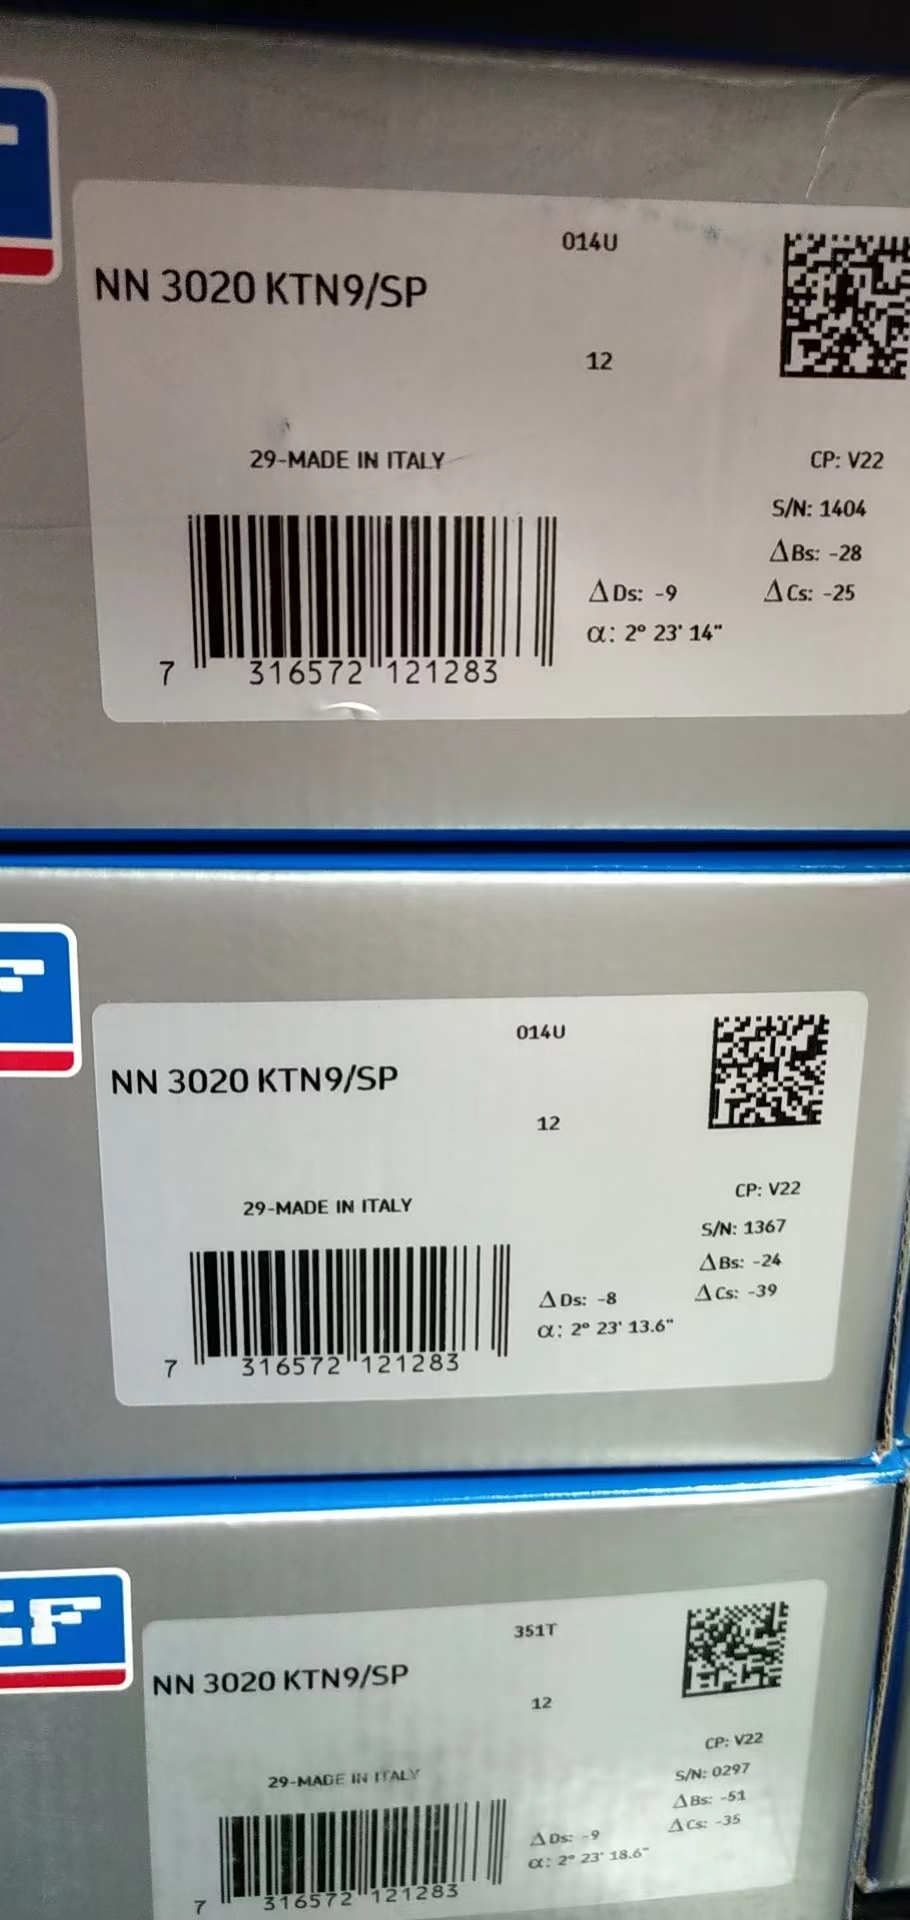 014U
NN 3020 KTN9/SP
12
29-MADE IN ITALY
CP: V22
S/N: 1404
ΔBs: -28
ΔDs: -9
ΔCs: -25
α: 2° 23' 14"
7 316572 121283
F
014U
NN 3020 KTN9/SP
12
CP: V22
29-MADE IN ITALY
S/N: 1367
ΔBs: -24
ΔDs: -8
ΔCs: -39
α: 2° 23' 13.6"
7 316572 121283
KF
351T
NN 3020 KTN9/SP
12
CP: V22
29-MADE IN ITALY
S/N: 0297
ΔBs: -51
ΔDs: -9
ΔCs: -35
α: 2° 23' 18.6"
7 316572 121283